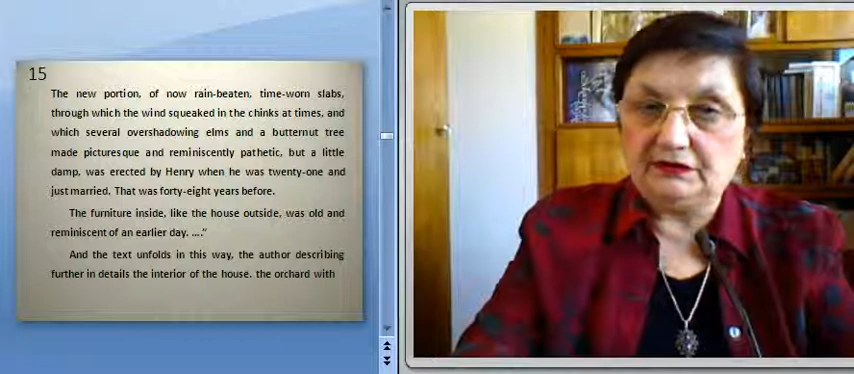 15
The new portion, of now rain-beaten, time-worn slabs,
through which the wind squeaked in the chinks at times, and
which several overshadowing elms and a butternut tree
made picturesque and reminiscently pathetic, but a little
damp, was erected by Henry when he was twenty-one and
just married. That was forty-eight years before.
The furniture inside, like the house outside, was old and
reminiscent of an earlier day. ...."
And the text unfolds in this way, the author describing
further in details the interior of the house. the orchard with